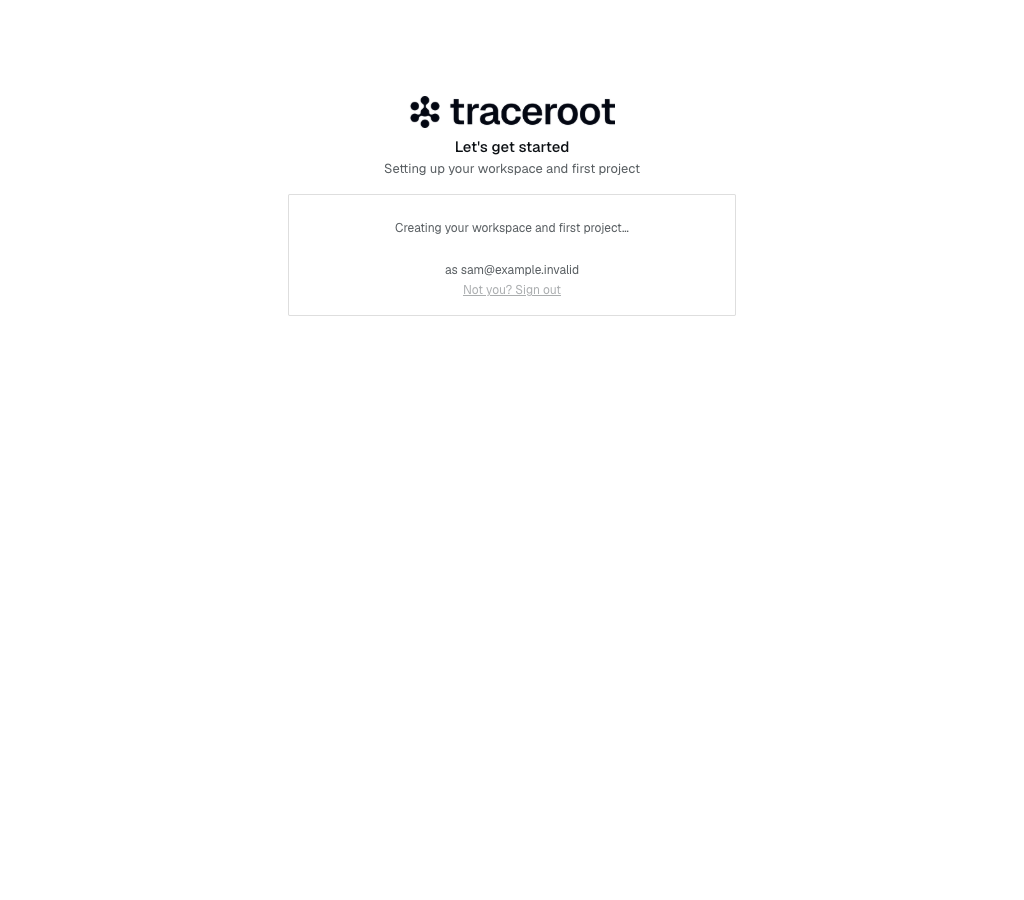 traceroot
Let's get started
Setting up your workspace and first project
Creating your workspace and first project…
as sam@example.invalid
Not you? Sign out